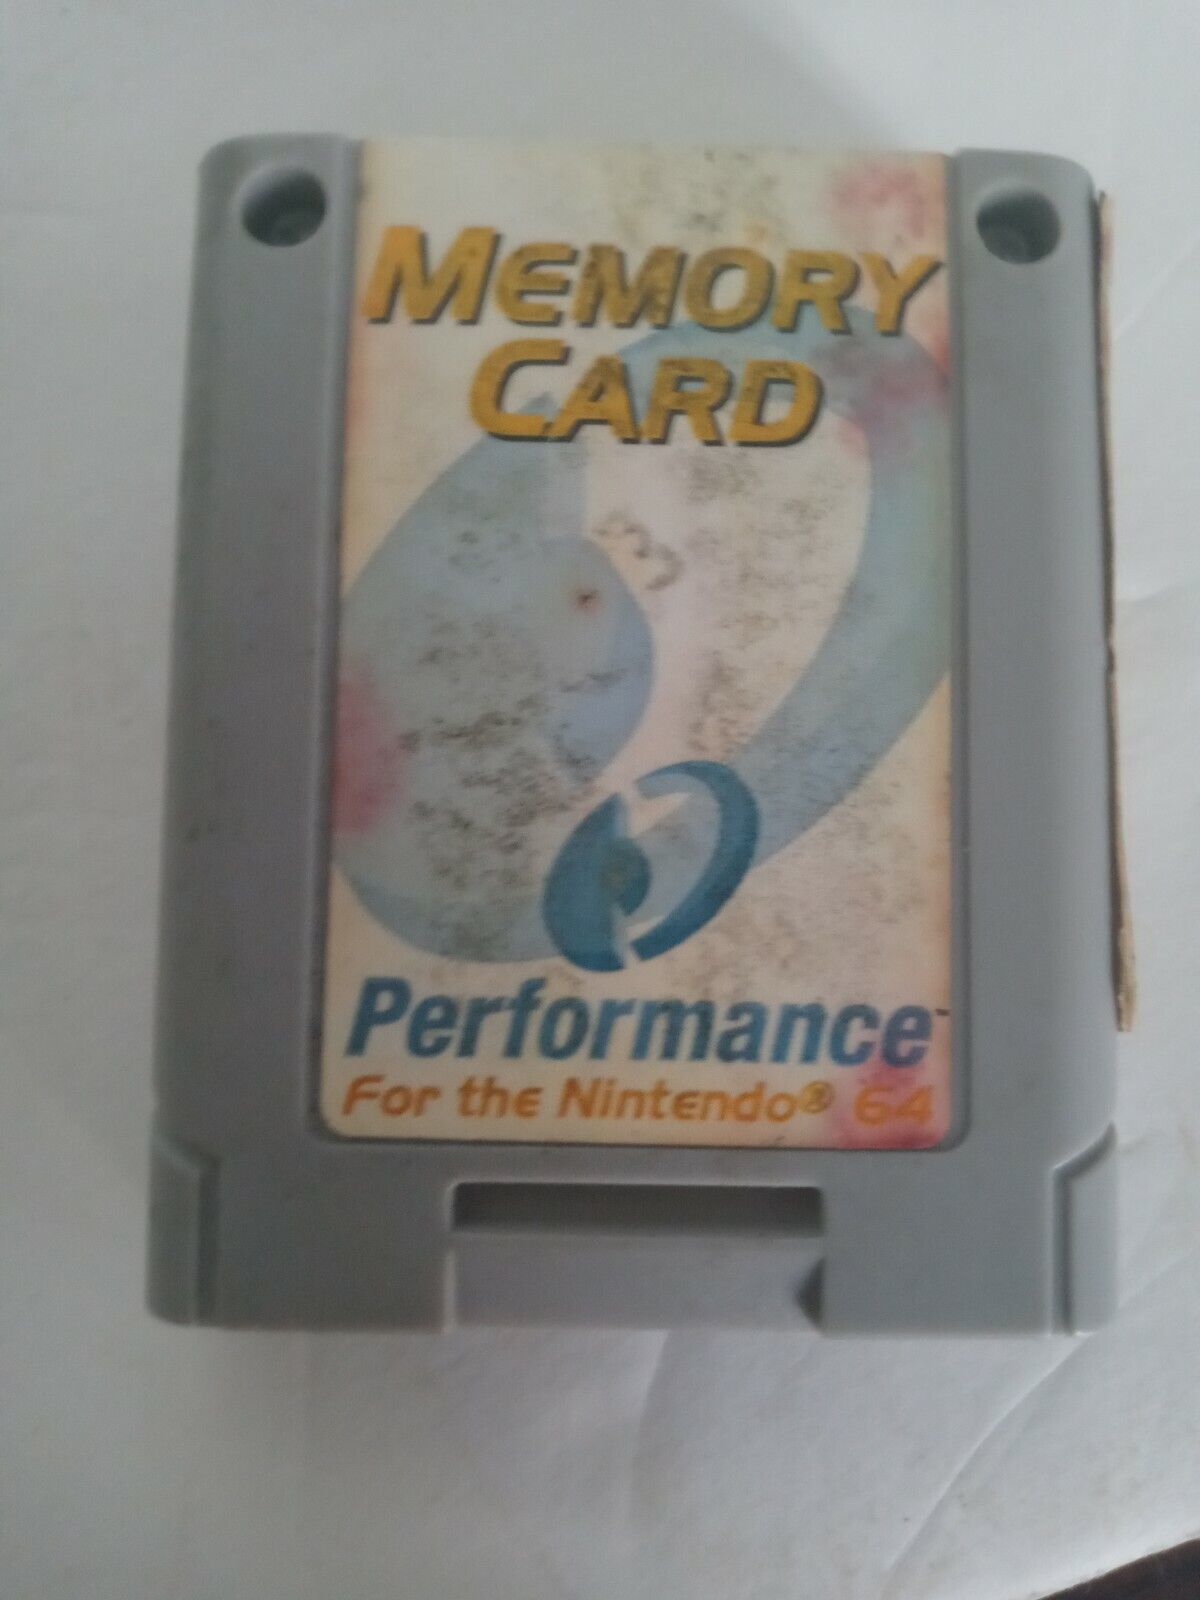 MEMORY
CARD
Performance™
For the Nintendo® 64